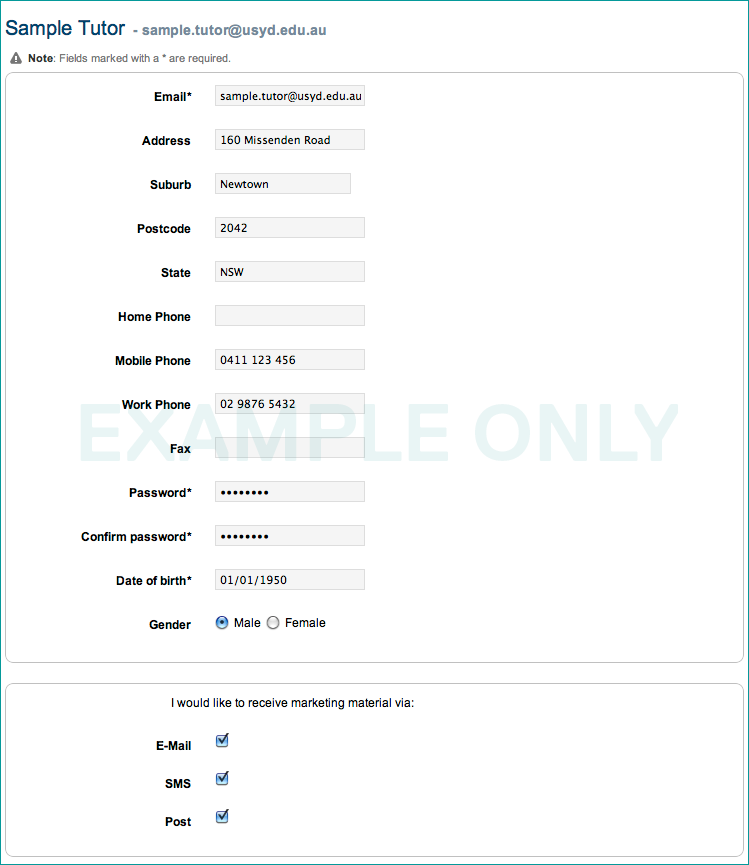 Sample Tutor - sample.tutor@usyd.edu.au
Note: Fields marked with a * are required.
Email* sample.tutor@usyd.edu.au
Address 160 Missenden Road
Suburb Newtown
Postcode 2042
State NSW
Home Phone
Mobile Phone 0411 123 456
Work Phone 02 9876 5432
EXAMPLE ONLY
Fax
Password* ••••••••
Confirm password* ••••••••
Date of birth* 01/01/1950
Gender Male Female
I would like to receive marketing material via:
E-Mail
SMS
Post